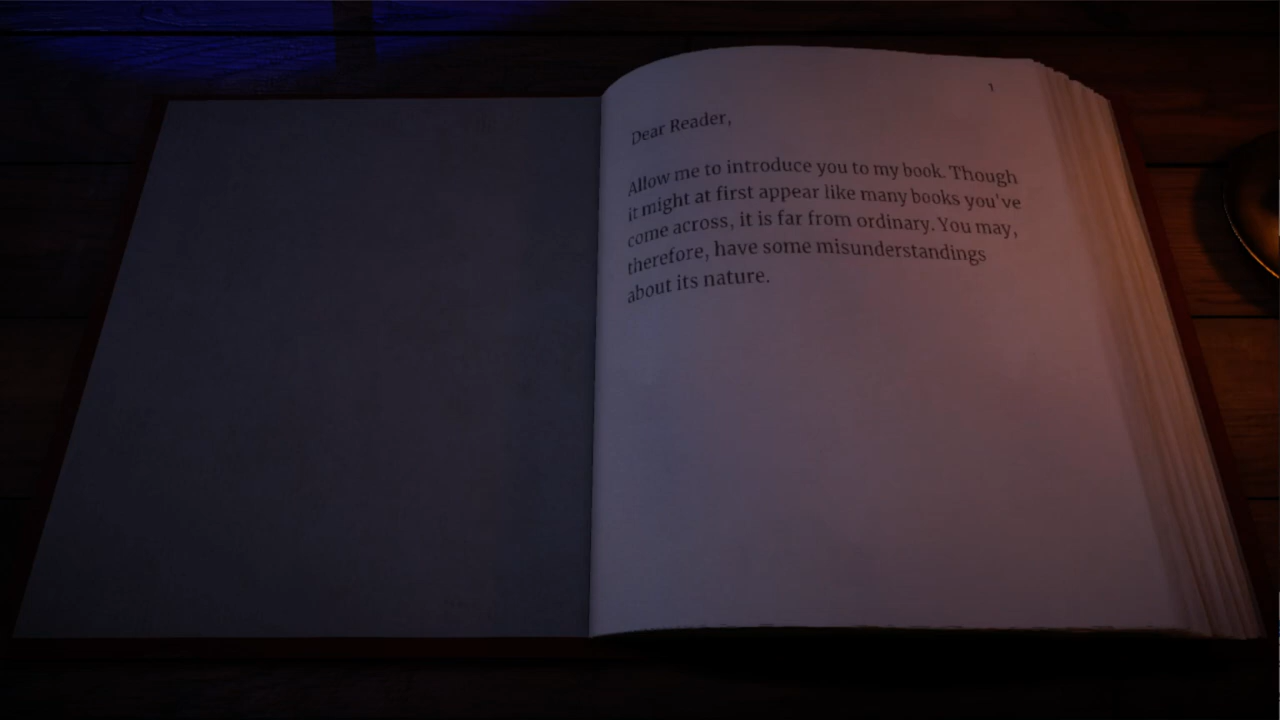 1
Dear Reader,
Allow me to introduce you to my book. Though
it might at first appear like many books you've
come across, it is far from ordinary. You may,
therefore, have some misunderstandings
about its nature.